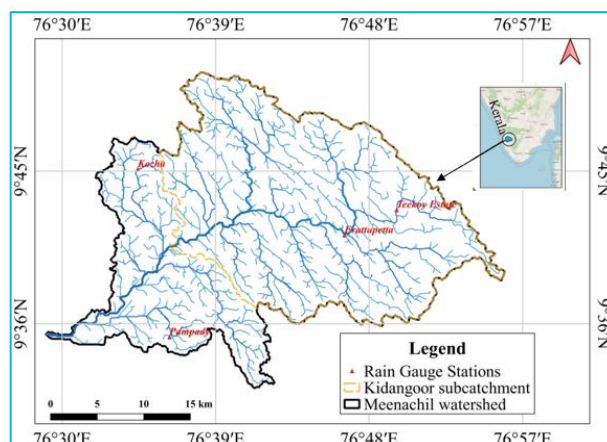 76°30'E 76°39'E 76°48'E 76°57'E
9°45'N 9°45'N
9°36'N 9°36'N
Kerala
Kozha
Teekoy Estate
Erattupetta
Pampady
Legend
Rain Gauge Stations
Kidangoor subcatchment
Meenachil watershed
0 5 10 15 km
76°30'E 76°39'E 76°48'E 76°57'E